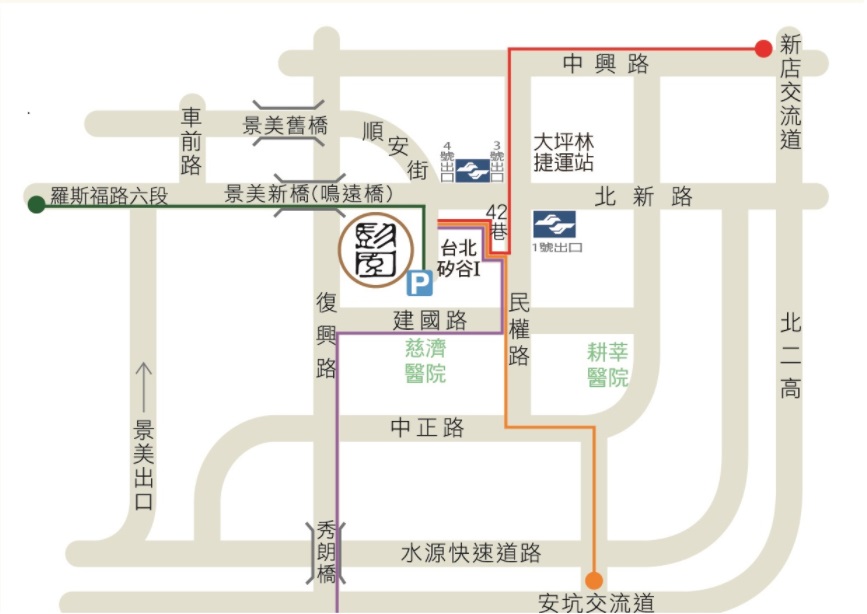 新店交流道
中興路
車前路
景美舊橋
順安街
4號出口
3號出口
大坪林
捷運站
羅斯福路六段
景美新橋(鳴遠橋)
北新路
42
巷
1號出口
彭園
台北
矽谷I
P
復興路
建國路
民權路
慈濟
醫院
耕莘
醫院
北二高
景美出口
中正路
秀朗橋
水源快速道路
安坑交流道